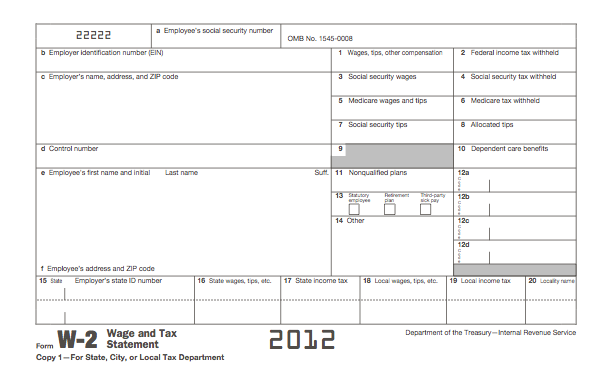 22222
a Employee's social security number
OMB No. 1545-0008
b Employer identification number (EIN)
1 Wages, tips, other compensation
2 Federal income tax withheld
c Employer's name, address, and ZIP code
3 Social security wages
4 Social security tax withheld
5 Medicare wages and tips
6 Medicare tax withheld
7 Social security tips
8 Allocated tips
d Control number
9
10 Dependent care benefits
e Employee's first name and initial Last name Suff.
11 Nonqualified plans
12a
Code
13 Statutory employee Retirement plan Third-party sick pay
12b
Code
14 Other
12c
Code
12d
Code
f Employee's address and ZIP code
15 State Employer's state ID number
16 State wages, tips, etc.
17 State income tax
18 Local wages, tips, etc.
19 Local income tax
20 Locality name
Form W-2 Wage and Tax
Statement
2012
Department of the Treasury—Internal Revenue Service
Copy 1—For State, City, or Local Tax Department